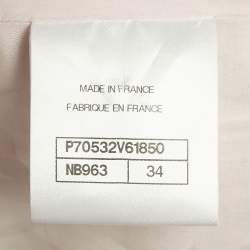 MADE IN FRANCE
FABRIQUE EN FRANCE
P70532V61850
NB963 34